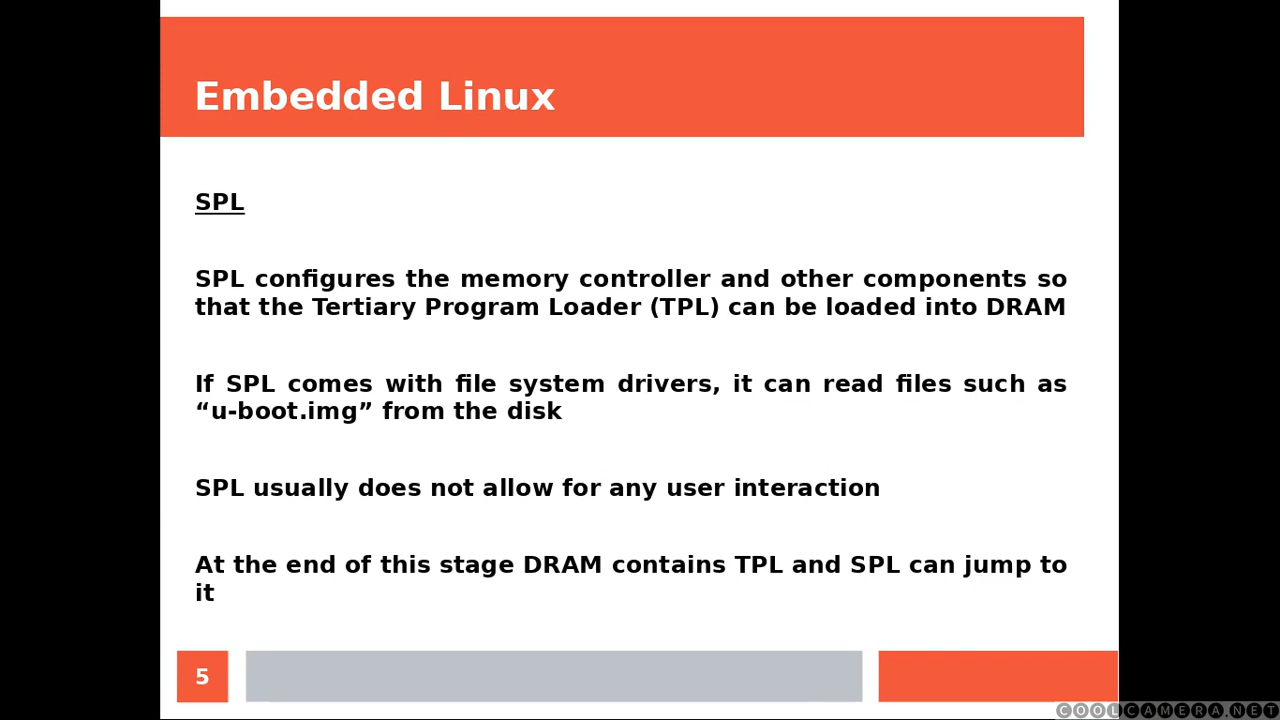 Embedded Linux
SPL
SPL configures the memory controller and other components so
that the Tertiary Program Loader (TPL) can be loaded into DRAM
If SPL comes with file system drivers, it can read files such as
“u-boot.img” from the disk
SPL usually does not allow for any user interaction
At the end of this stage DRAM contains TPL and SPL can jump to
it
5
COOLCAMERA.NET